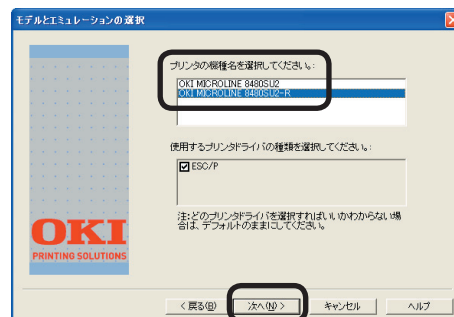 モデルとエミュレーションの選択
プリンタの機種名を選択してください。:
OKI MICROLINE 8480SU2
OKI MICROLINE 8480SU2-R
使用するプリンタドライバの種類を選択してください。:
ESC/P
注:どのプリンタドライバを選択すればいいかわからない場
合は、デフォルトのままにしてください。
OKI
PRINTING SOLUTIONS
< 戻る(B)
次へ(N) >
キャンセル
ヘルプ